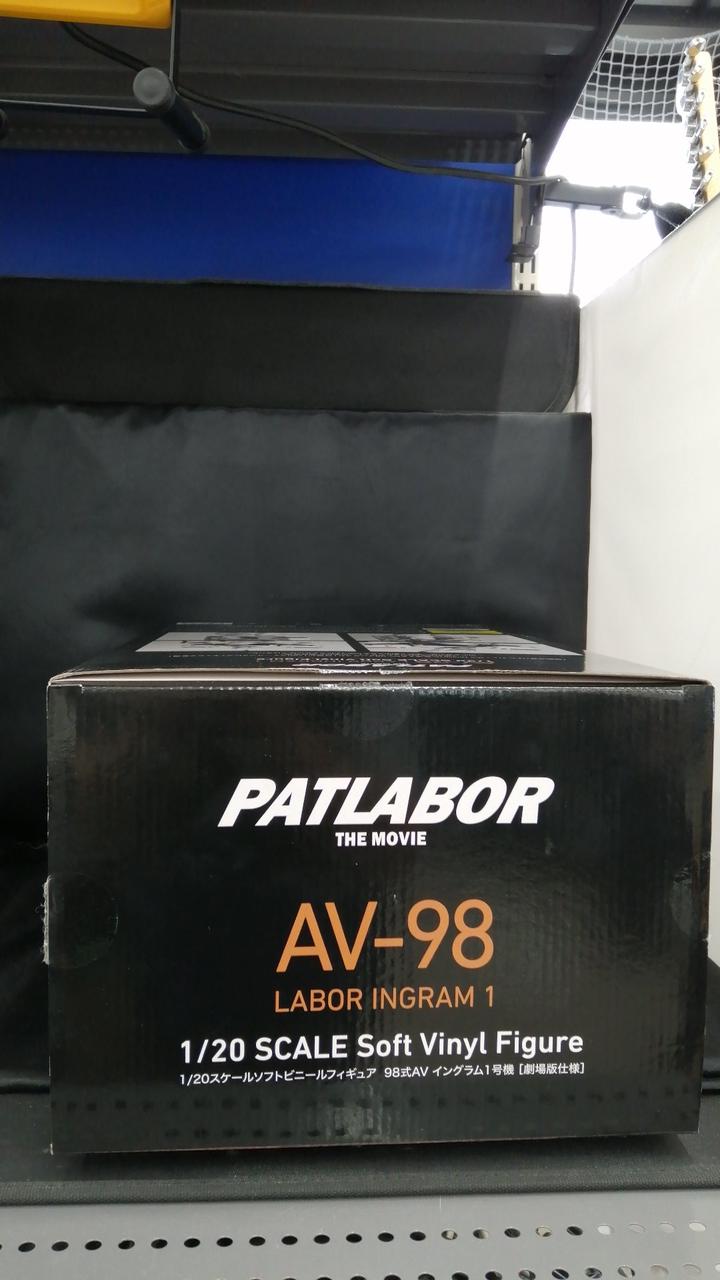 PATLABOR
THE MOVIE
AV-98
LABOR INGRAM 1
1/20 SCALE Soft Vinyl Figure
1/20スケールソフトビニールフィギュア 98式AV イングラム1号機 [劇場版仕様]